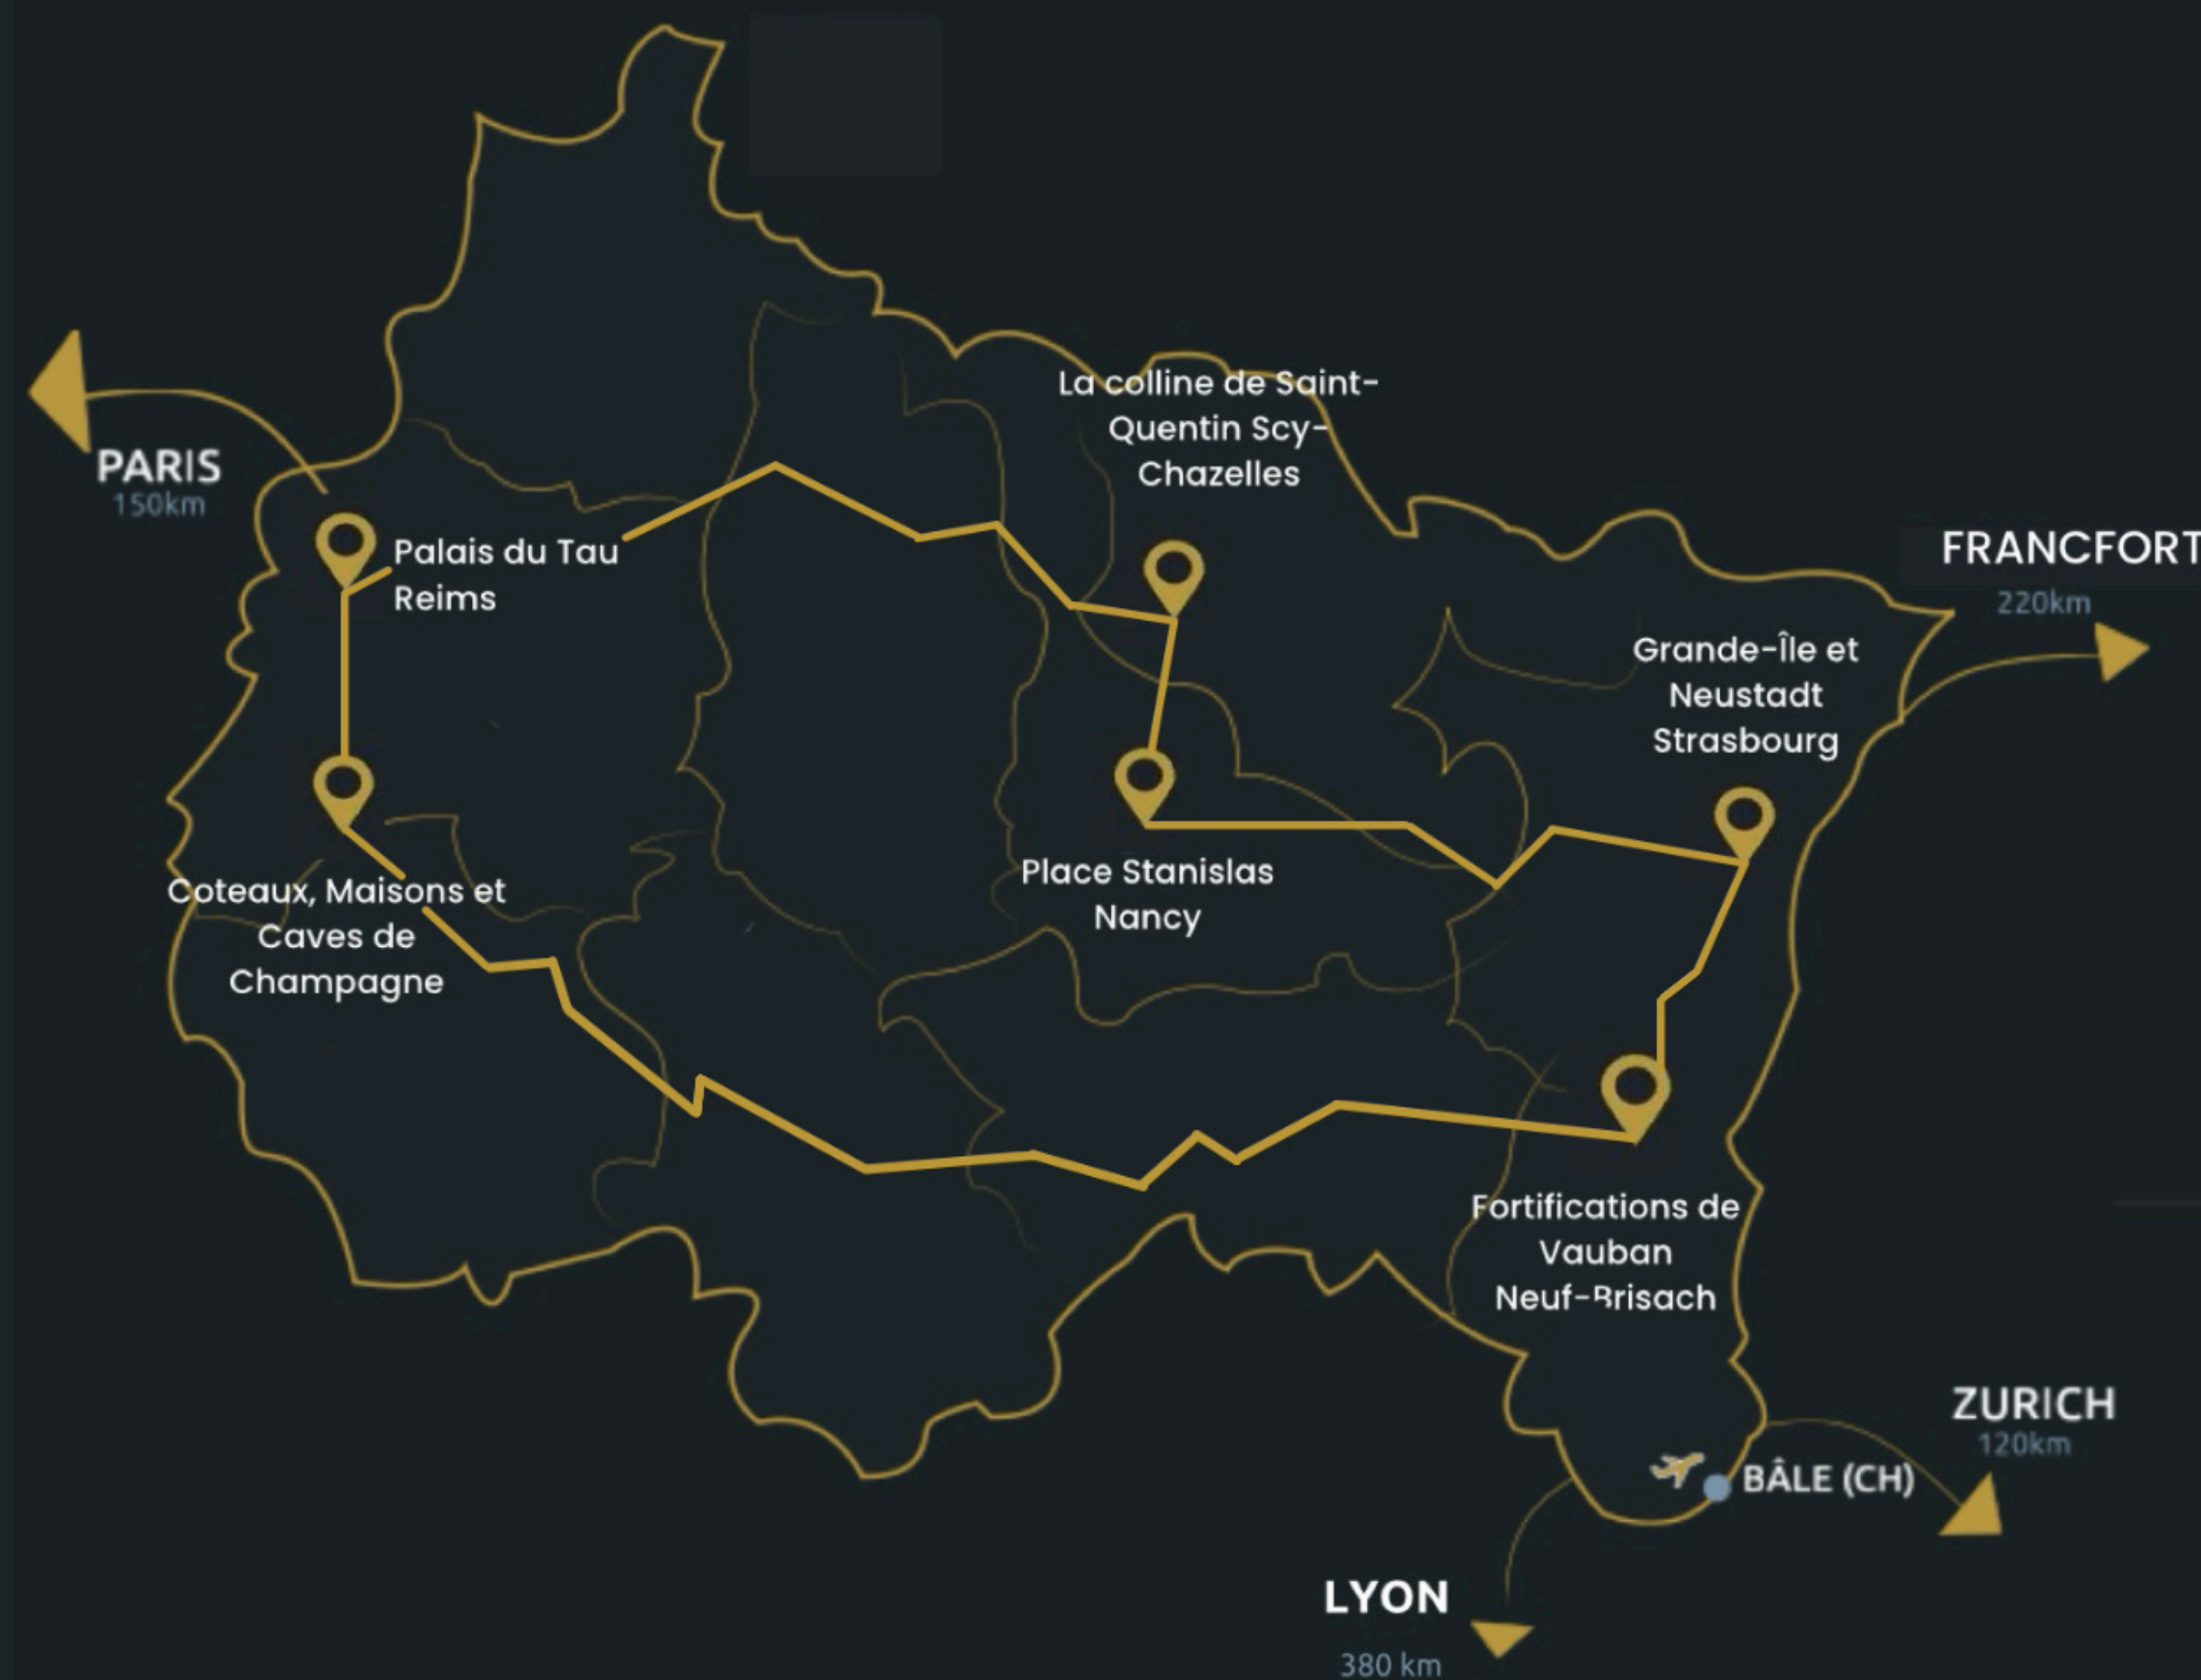 La colline de Saint-
Quentin Scy-
Chazelles
PARIS
150km
Palais du Tau
Reims
FRANCFORT
220km
Grande-Île et
Neustadt
Strasbourg
Place Stanislas
Nancy
Coteaux, Maisons et
Caves de
Champagne
Fortifications de
Vauban
Neuf-Brisach
ZURICH
120km
BÂLE (CH)
LYON
380 km